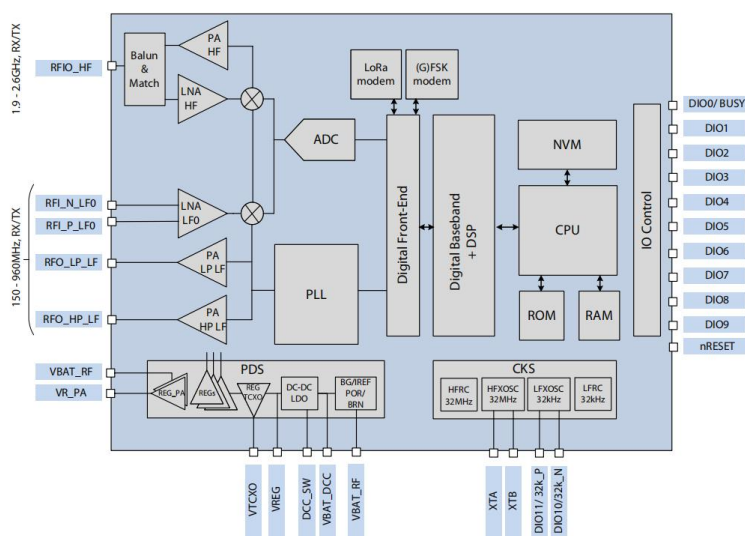 1.9 - 2.6GHz, RX/TX
RFIO_HF
Balun
& Match
PA
HF
LNA
HF
ADC
LoRa
modem
(G)FSK
modem
150 - 960MHz, RX/TX
RFI_N_LF0
RFI_P_LF0
RFO_LP_LF
RFO_HP_LF
LNA
LF0
PA
LP LF
PA
HP LF
PLL
Digital Front-End
Digital Baseband
+ DSP
NVM
CPU
ROM
RAM
IO Control
DIO0/ BUSY
DIO1
DIO2
DIO3
DIO4
DIO5
DIO6
DIO7
DIO8
DIO9
nRESET
VBAT_RF
VR_PA
PDS
REG_PA
REGs
REG
TCXO
DC-DC
LDO
BG/IREF
POR/
BRN
CKS
HFRC
32MHz
HFXOSC
32MHz
LFXOSC
32kHz
LFRC
32kHz
VTCXO
VREG
DCC_SW
VBAT_DCC
VBAT_RF
XTA
XTB
DIO11/ 32k_P
DIO10/32k_N